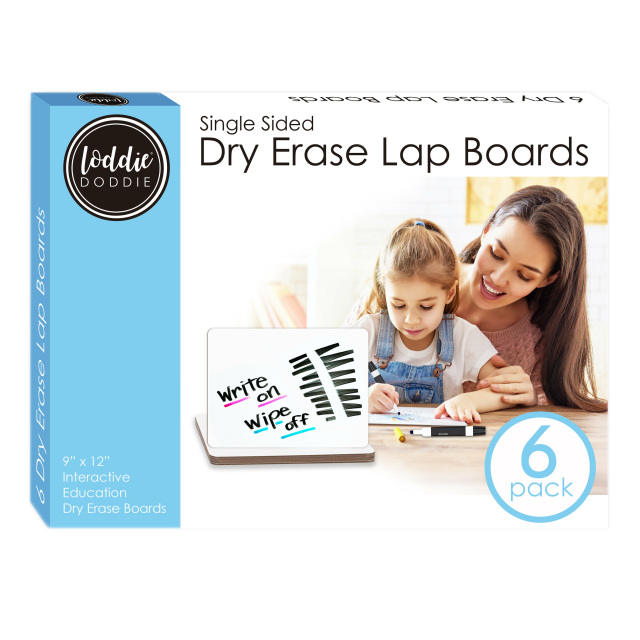 loddie
DODDIE
6 Dry Erase Lap Boards
Single Sided
Dry Erase Lap Boards
6 Dry Erase Lap Boards
write
on
wipe
off
9” x 12”
Interactive
Education
Dry Erase Boards
6
pack